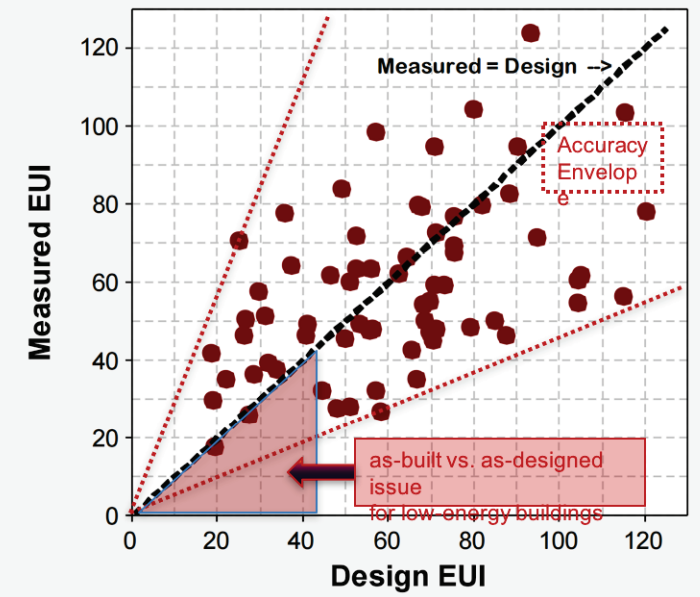 120
100
80
60
40
20
0
Measured EUI
Measured = Design -->
Accuracy
Envelop
e
as-built vs. as-designed
issue
for low-energy buildings
0 20 40 60 80 100 120
Design EUI